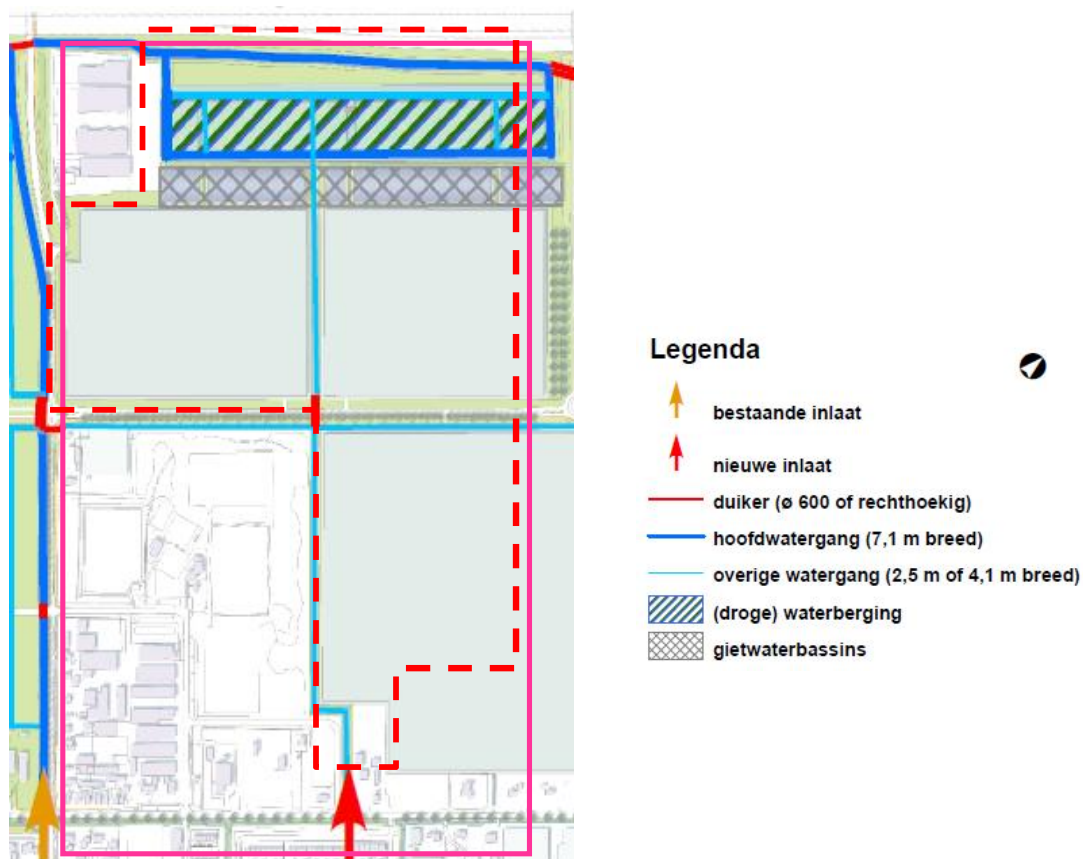 Legenda
bestaande inlaat
nieuwe inlaat
duiker (ø 600 of rechthoekig)
hoofdwatergang (7,1 m breed)
overige watergang (2,5 m of 4,1 m breed)
(droge) waterberging
gietwaterbassins